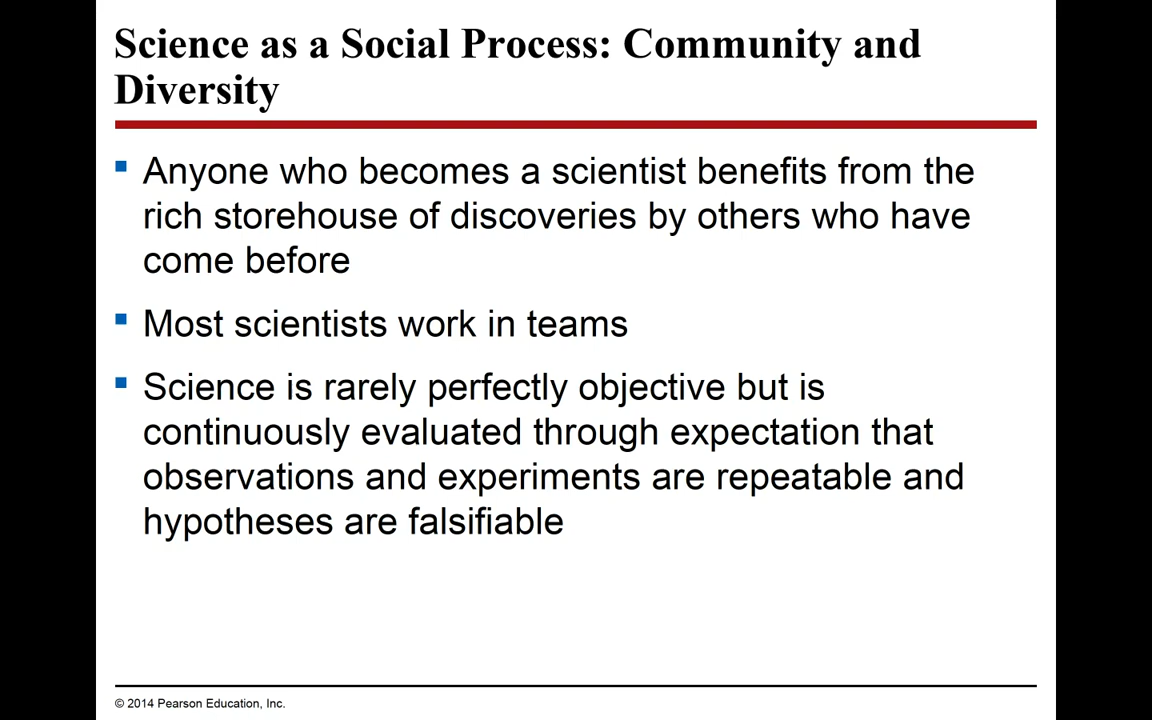 Science as a Social Process: Community and
Diversity
Anyone who becomes a scientist benefits from the
rich storehouse of discoveries by others who have
come before
Most scientists work in teams
Science is rarely perfectly objective but is
continuously evaluated through expectation that
observations and experiments are repeatable and
hypotheses are falsifiable
© 2014 Pearson Education, Inc.